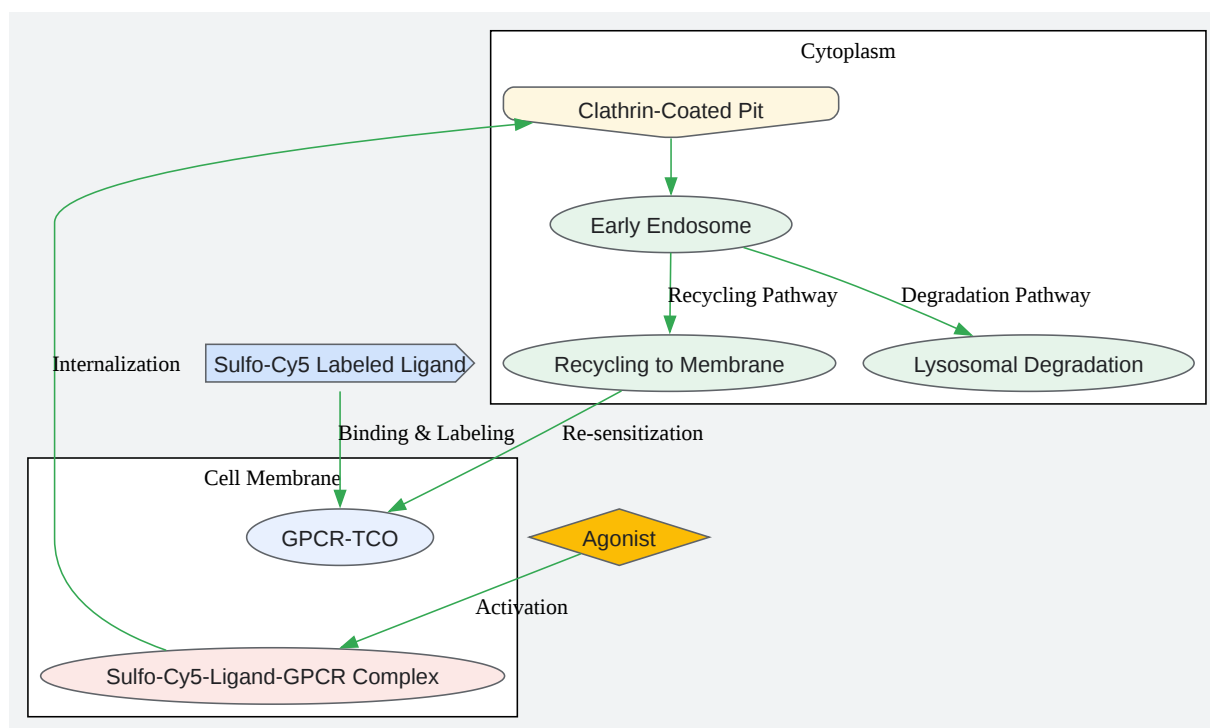 Cytoplasm
Clathrin-Coated Pit
Early Endosome
Recycling Pathway
Degradation Pathway
Internalization
Sulfo-Cy5 Labeled Ligand
Recycling to Membrane
Lysosomal Degradation
Binding & Labeling
Re-sensitization
Cell Membrane
GPCR-TCO
Agonist
Activation
Sulfo-Cy5-Ligand-GPCR Complex